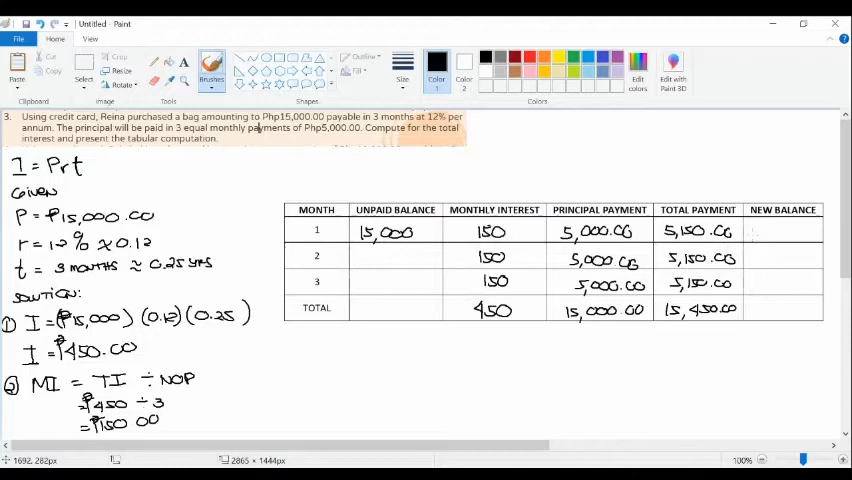 Untitled - Paint
File Home View
Paste Cut Copy Select Crop Resize Rotate Brushes Outline Fill Size Color 1 Color 2 Edit colors Edit with Paint 3D
Clipboard Image Tools Shapes Colors
3. Using credit card, Reina purchased a bag amounting to Php15,000.00 payable in 3 months at 12% per
annum. The principal will be paid in 3 equal monthly payments of Php5,000.00. Compute for the total
interest and present the tabular computation.
I = Prt
Given
P = ₱15,000.00
r = 12% ≈ 0.12
t = 3 months ≈ 0.25 yrs
Solution:
① I = (₱15,000) (0.12) (0.25)
I = ₱450.00
② MI = TI ÷ NOP
= ₱450 ÷ 3
= ₱150 00
MONTH UNPAID BALANCE MONTHLY INTEREST PRINCIPAL PAYMENT TOTAL PAYMENT NEW BALANCE
1 15,000 150 5,000.00 5,150.00
2 150 5,000.00 5,150.00
3 150 5,000.00 5,150.00
TOTAL 450 15,000.00 15,450.00
1692, 282px 2865 × 1444px 100%